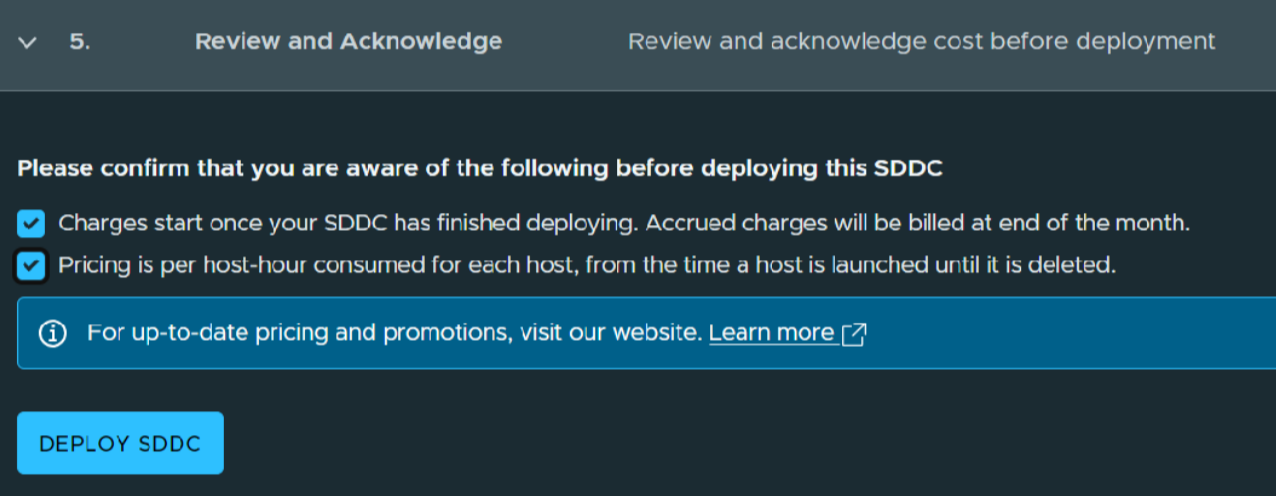 5. Review and Acknowledge Review and acknowledge cost before deployment
Please confirm that you are aware of the following before deploying this SDDC
Charges start once your SDDC has finished deploying. Accrued charges will be billed at end of the month.
Pricing is per host-hour consumed for each host, from the time a host is launched until it is deleted.
For up-to-date pricing and promotions, visit our website. Learn more
DEPLOY SDDC